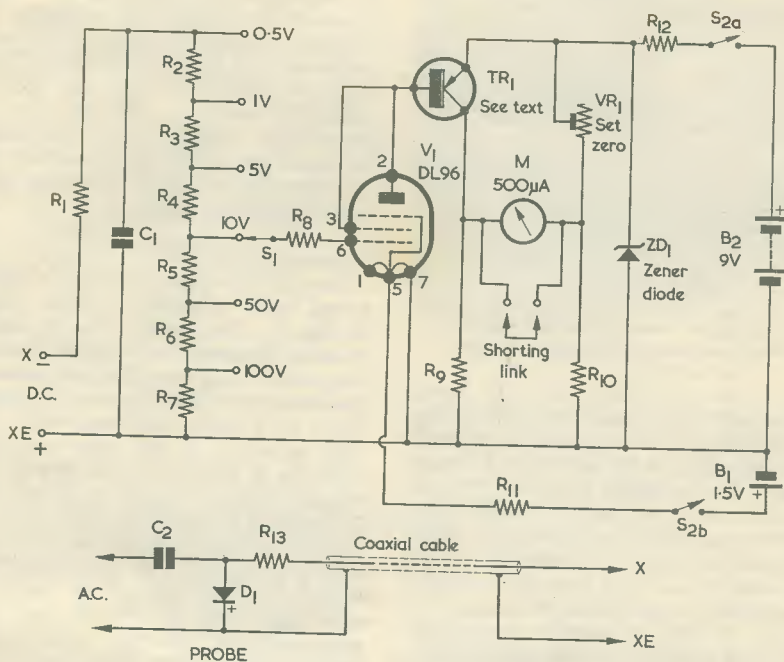 R12
S2a
0·5V
R2
TR1
See text
VR1
Set
zero
1V
R3
V1
DL96
M
500µA
5V
R1
R4
2
C1
10V
R8
3
6
S1
ZD1
Zener
diode
B2
9V
+
R5
1
5
7
50V
Shorting
link
R6
X
−
R9
R10
100V
D.C.
R7
XE
+
B1
1·5V
+
R11
S2b
C2
R13
Coaxial cable
X
A.C.
D1
+
XE
PROBE